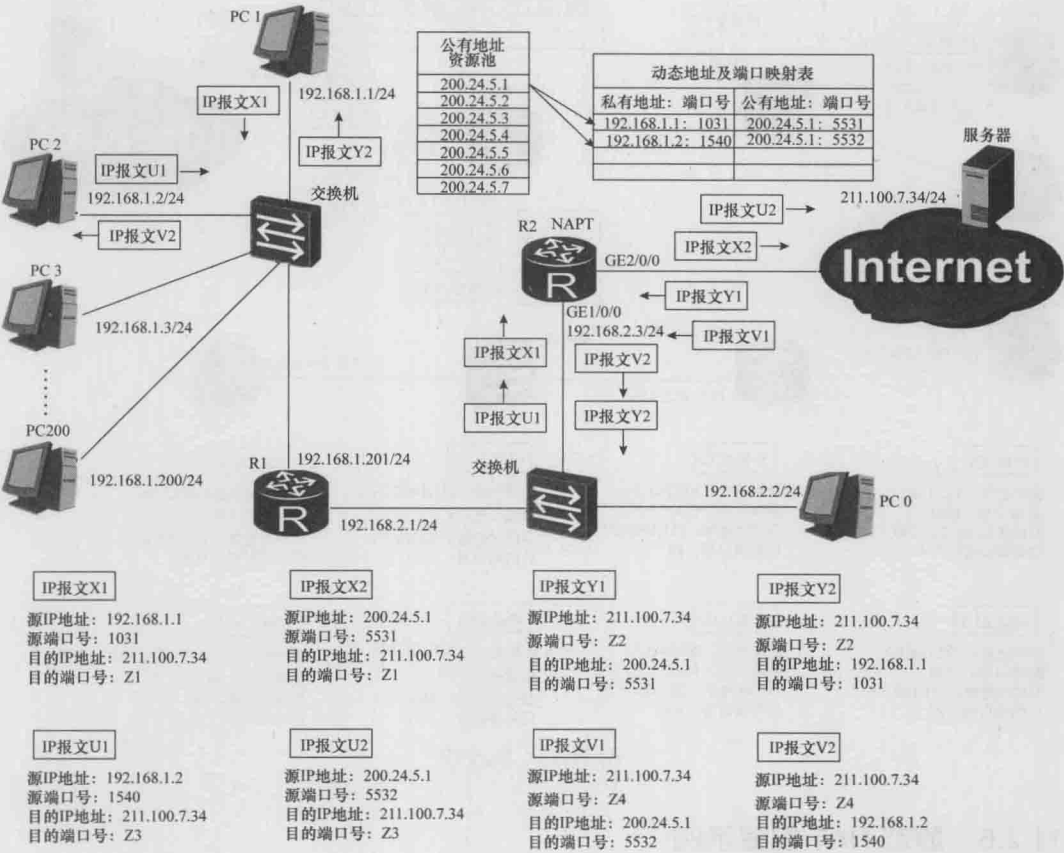 PC 1
192.168.1.1/24
IP报文X1
IP报文Y2
PC 2
IP报文U1
192.168.1.2/24
IP报文V2
交换机
PC 3
192.168.1.3/24
PC200
192.168.1.200/24
R1
192.168.1.201/24
192.168.2.1/24
公有地址
资源池
200.24.5.1
200.24.5.2
200.24.5.3
200.24.5.4
200.24.5.5
200.24.5.6
200.24.5.7
动态地址及端口映射表
私有地址：端口号 公有地址：端口号
192.168.1.1：1031 200.24.5.1：5531
192.168.1.2：1540 200.24.5.1：5532
服务器
211.100.7.34/24
IP报文U2
IP报文X2
R2 NAPT
GE2/0/0
Internet
IP报文Y1
GE1/0/0
192.168.2.3/24
IP报文V1
IP报文X1
IP报文V2
IP报文U1
IP报文Y2
交换机
192.168.2.2/24
PC 0
IP报文X1
源IP地址：192.168.1.1
源端口号：1031
目的IP地址：211.100.7.34
目的端口号：Z1
IP报文X2
源IP地址：200.24.5.1
源端口号：5531
目的IP地址：211.100.7.34
目的端口号：Z1
IP报文Y1
源IP地址：211.100.7.34
源端口号：Z2
目的IP地址：200.24.5.1
目的端口号：5531
IP报文Y2
源IP地址：211.100.7.34
源端口号：Z2
目的IP地址：192.168.1.1
目的端口号：1031
IP报文U1
源IP地址：192.168.1.2
源端口号：1540
目的IP地址：211.100.7.34
目的端口号：Z3
IP报文U2
源IP地址：200.24.5.1
源端口号：5532
目的IP地址：211.100.7.34
目的端口号：Z3
IP报文V1
源IP地址：211.100.7.34
源端口号：Z4
目的IP地址：200.24.5.1
目的端口号：5532
IP报文V2
源IP地址：211.100.7.34
源端口号：Z4
目的IP地址：192.168.1.2
目的端口号：1540